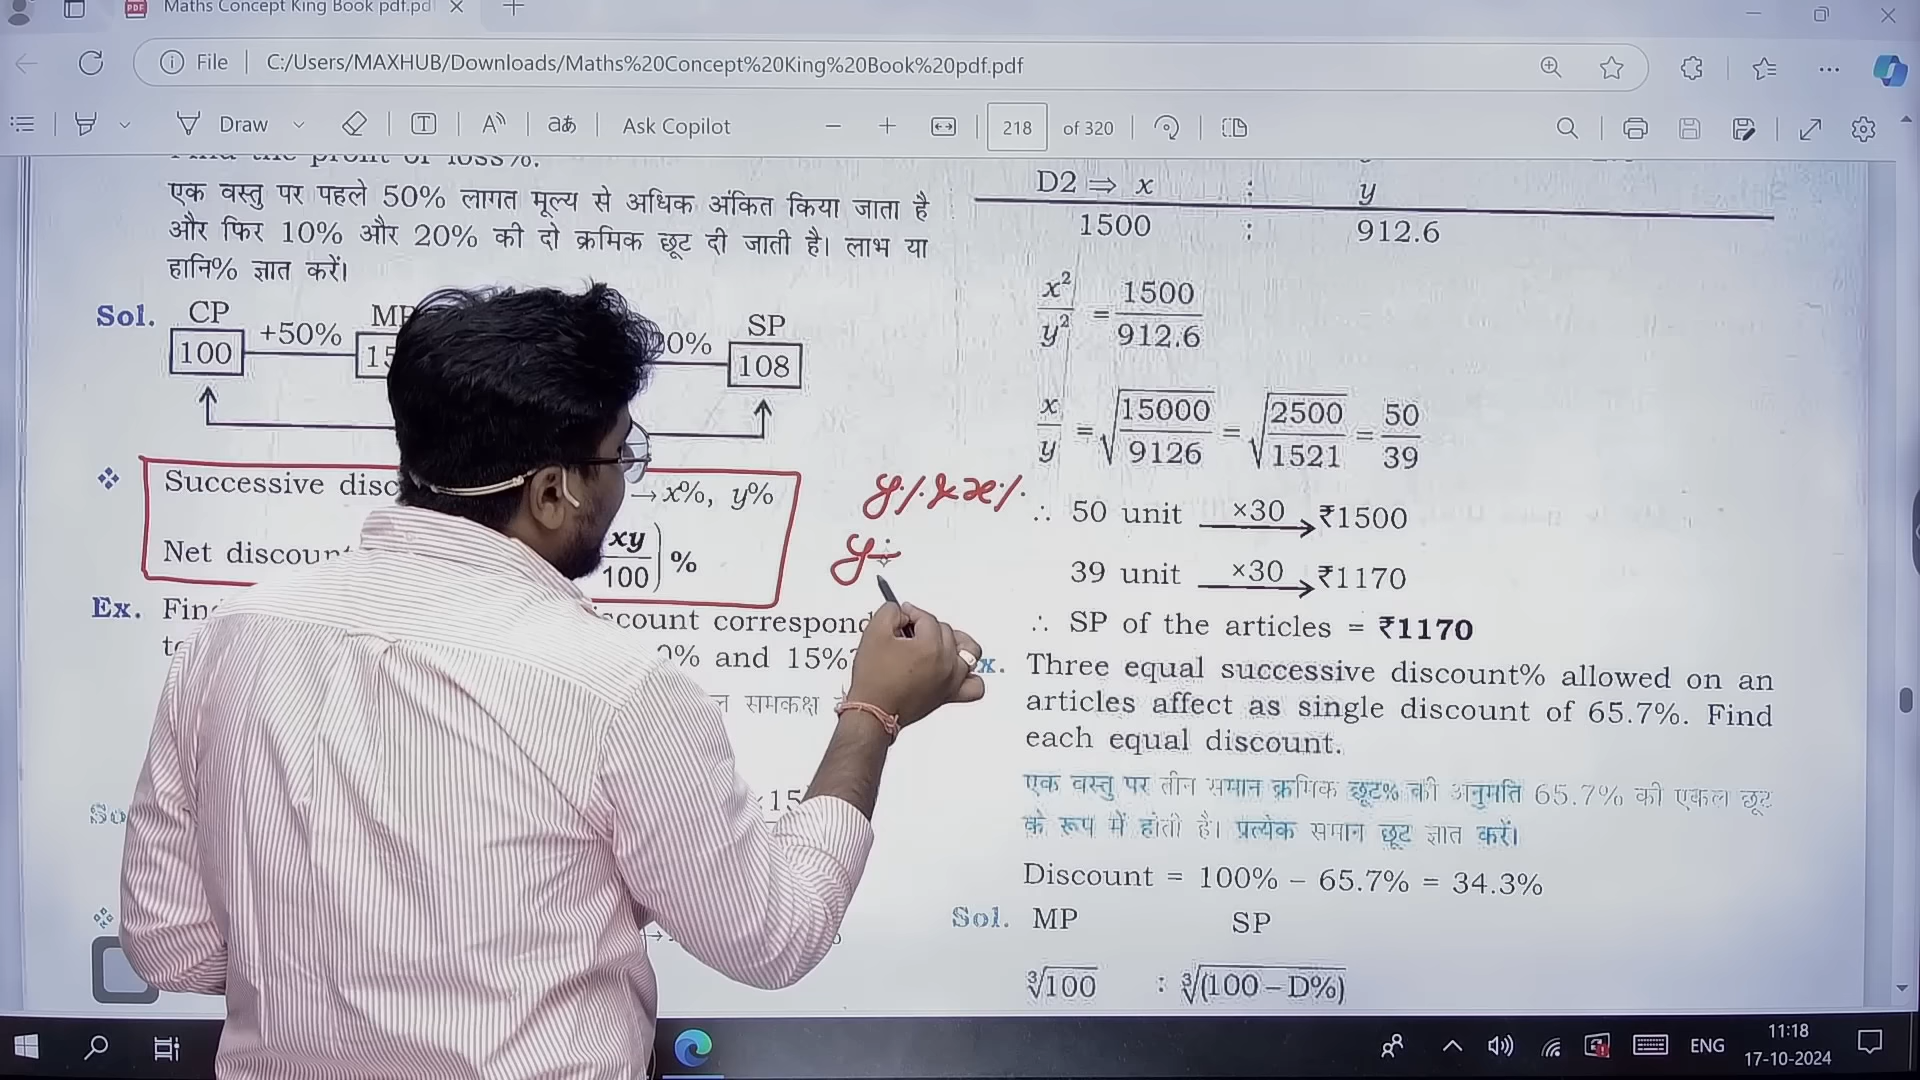 Maths Concept King Book pdf.pd
File
C:/Users/MAXHUB/Downloads/Maths%20Concept%20King%20Book%20pdf.pdf
Draw
Ask Copilot
218 of 320
Find the profit or loss%.
एक वस्तु पर पहले 50% लागत मूल्य से अधिक अंकित किया जाता है
और फिर 10% और 20% की दो क्रमिक छूट दी जाती है। लाभ या
हानि% ज्ञात करें।
Sol. CP
SP
100
+50%
108
Successive
→x%, y%
Net
xy
100
%
Ex.
correspond
and 15%
समकक्ष
y% & x%
D2 ⇒ x : y
1500 : 912.6
x² / y² = 1500 / 912.6
x / y = √(15000 / 9126) = √(2500 / 1521) = 50 / 39
∴ 50 unit ×30 → ₹1500
39 unit ×30 → ₹1170
∴ SP of the articles = ₹1170
Three equal successive discount% allowed on an
articles affect as single discount of 65.7%. Find
each equal discount.
एक वस्तु पर तीन समान क्रमिक छूट% की अनुमति 65.7% की एकल छूट
के रूप में होती है। प्रत्येक समान छूट ज्ञात करें।
Discount = 100% – 65.7% = 34.3%
Sol. MP SP
∛100 : ∛(100 – D%)
ENG
11:18
17-10-2024